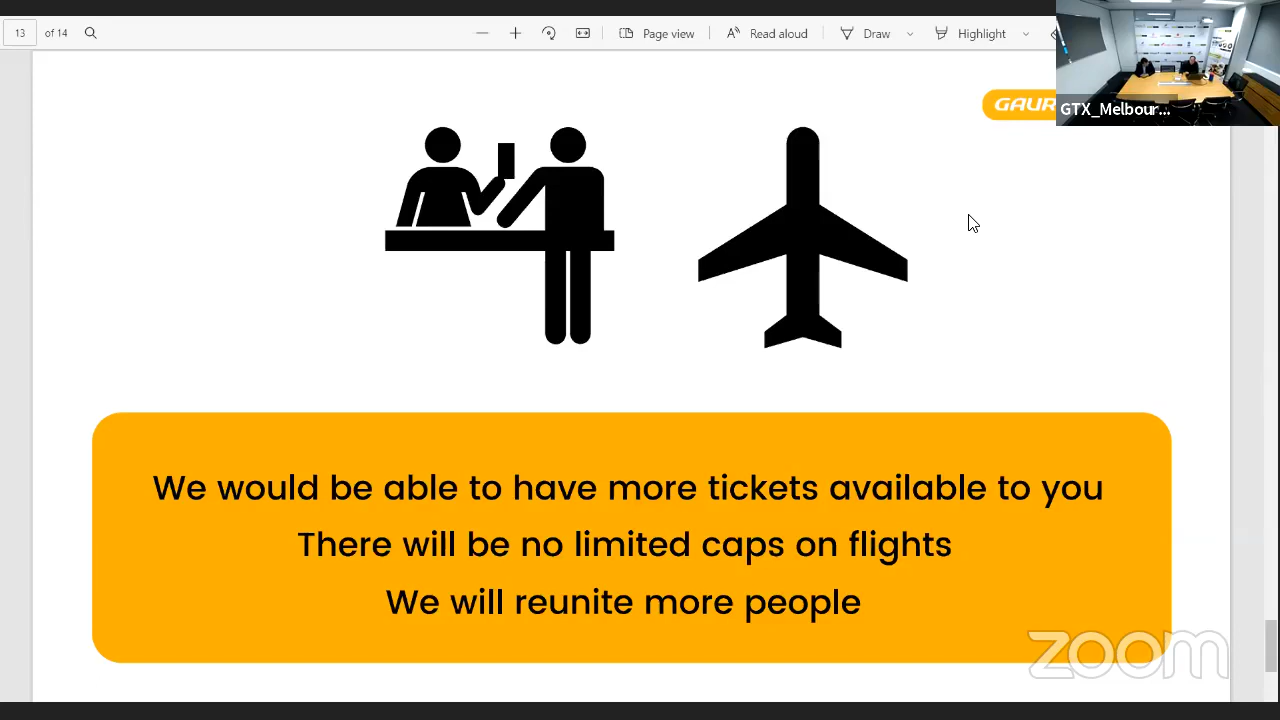 13 of 14
Page view
Read aloud
Draw
Highlight
GAUR
GTX_Melbour...
We would be able to have more tickets available to you
There will be no limited caps on flights
We will reunite more people
zoom